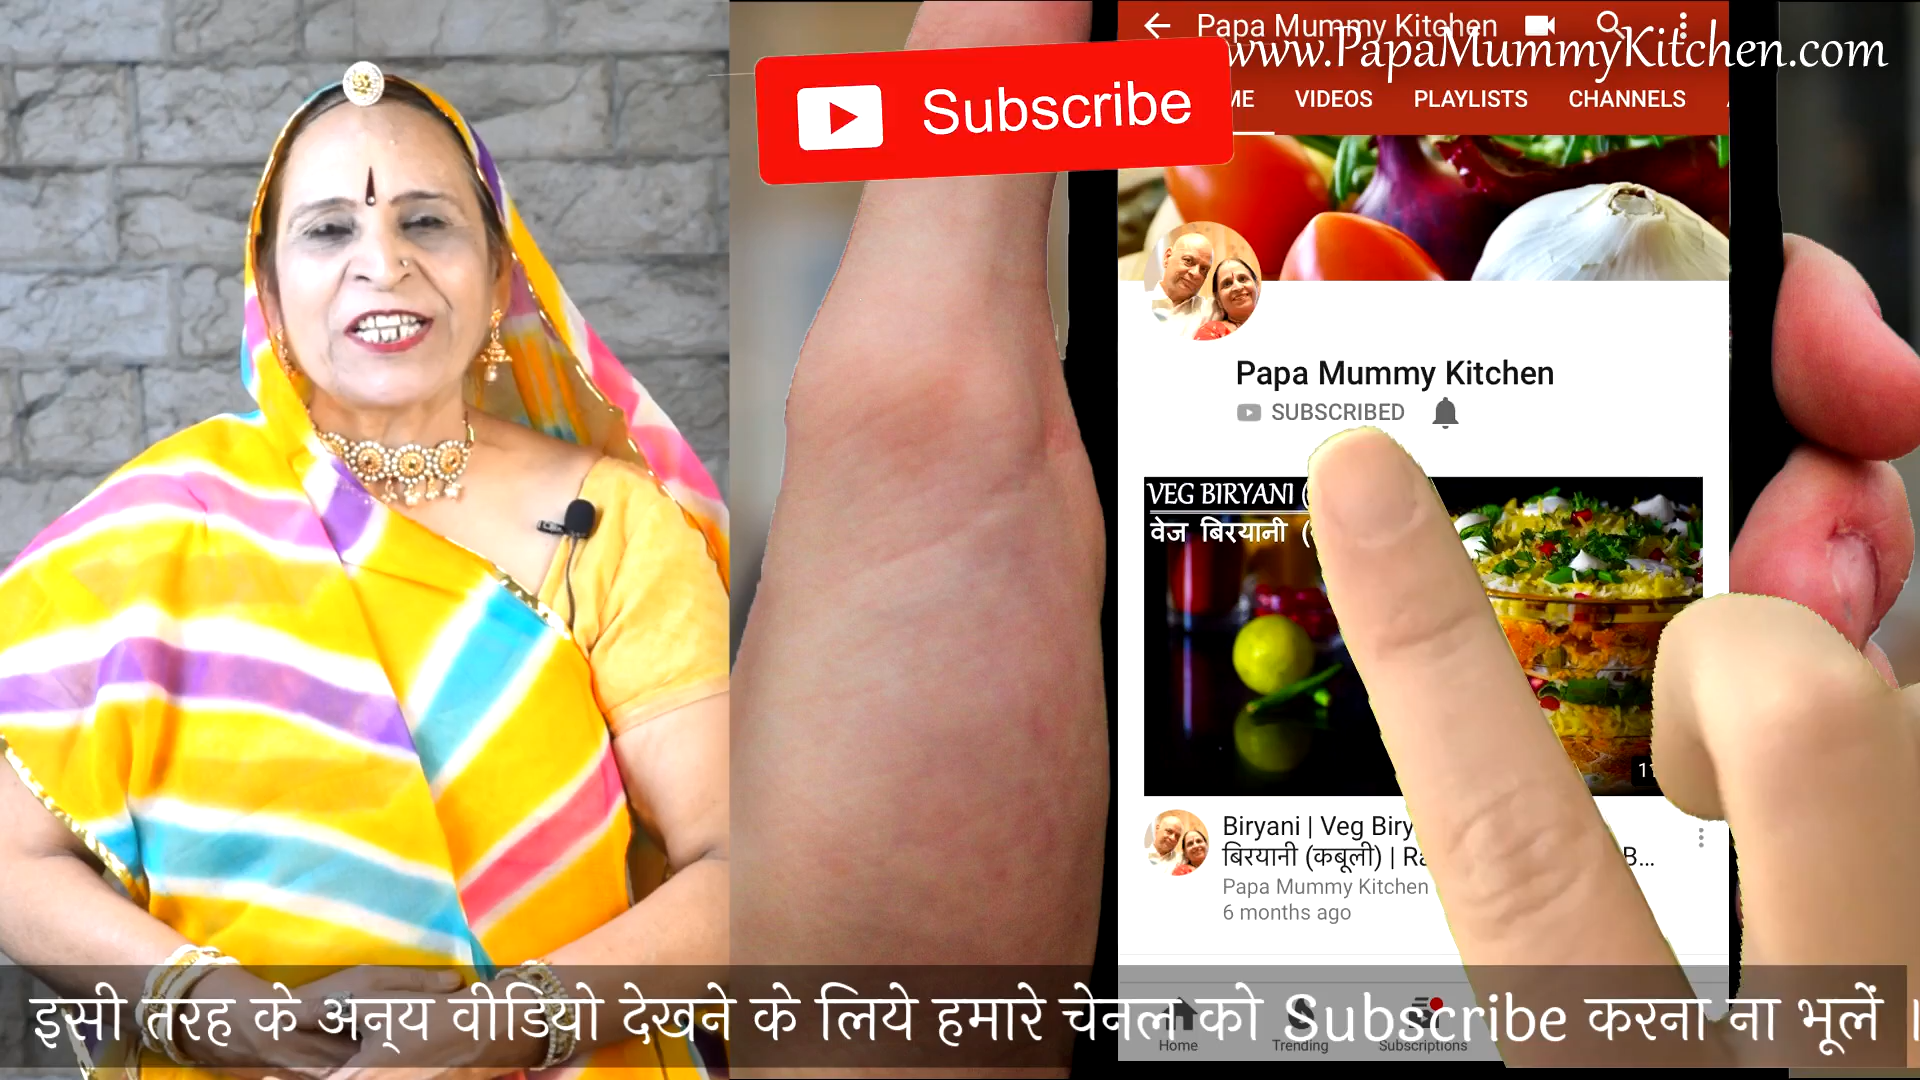 Papa Mummy Kitchen
www.PapaMummyKitchen.com
Subscribe
VIDEOS PLAYLISTS CHANNELS
Papa Mummy Kitchen
SUBSCRIBED
VEG BIRYANI (
वेज बिरयानी (
Biryani | Veg Biry
बिरयानी (कबूली) | Ra B...
Papa Mummy Kitchen
6 months ago
इसी तरह के अन्य वीडियो देखने के लिये हमारे चेनल को Subscribe करना ना भूलें ।
Home Trending Subscriptions